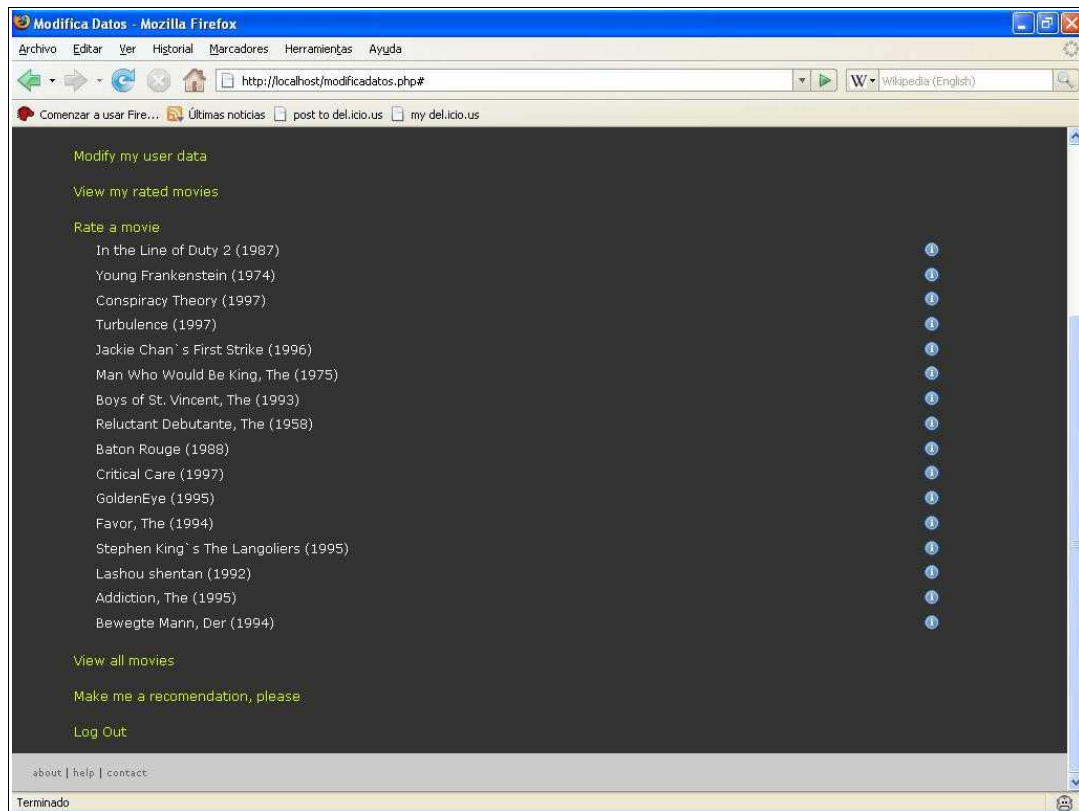 Modifica Datos - Mozilla Firefox
Archivo Editar Ver Historial Marcadores Herramientas Ayuda
http://localhost/modificadatos.php# W Wikipedia (English)
Comenzar a usar Fire... Últimas noticias post to del.icio.us my del.icio.us
Modify my user data
View my rated movies
Rate a movie
In the Line of Duty 2 (1987)
Young Frankenstein (1974)
Conspiracy Theory (1997)
Turbulence (1997)
Jackie Chan`s First Strike (1996)
Man Who Would Be King, The (1975)
Boys of St. Vincent, The (1993)
Reluctant Debutante, The (1958)
Baton Rouge (1988)
Critical Care (1997)
GoldenEye (1995)
Favor, The (1994)
Stephen King`s The Langoliers (1995)
Lashou shentan (1992)
Addiction, The (1995)
Bewegte Mann, Der (1994)
View all movies
Make me a recomendation, please
Log Out
about | help | contact
Terminado